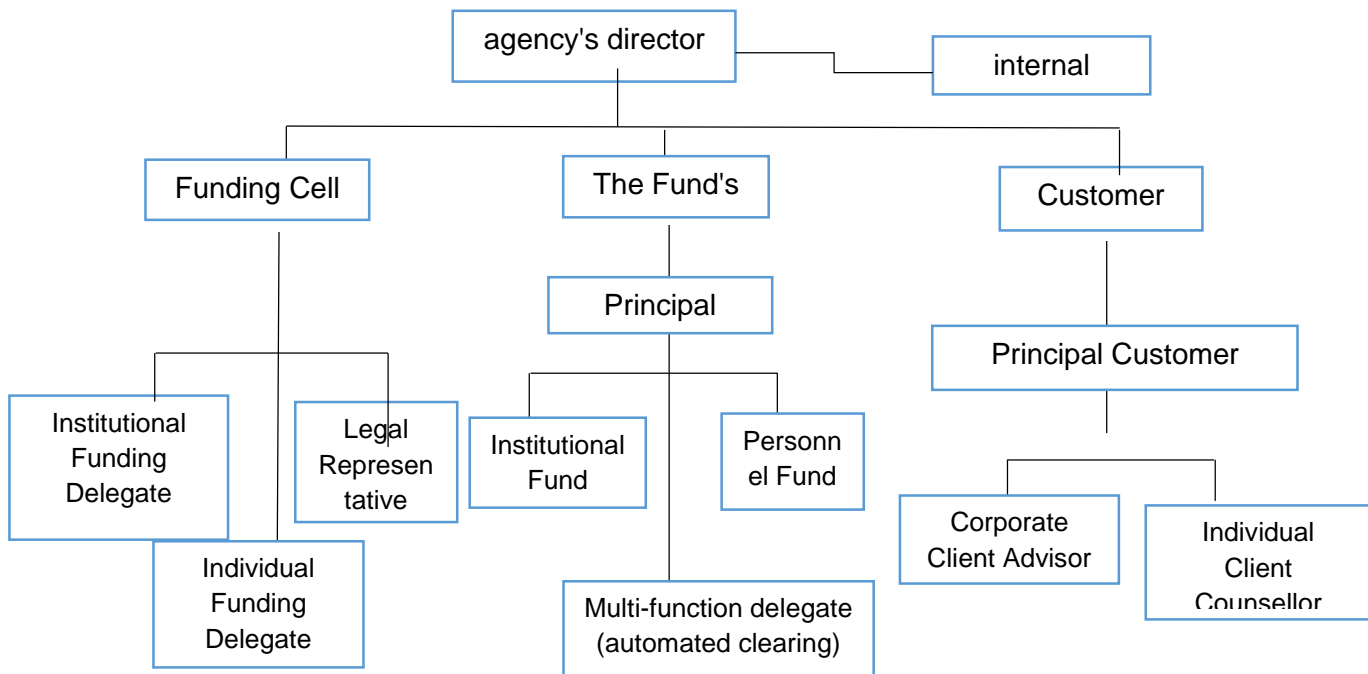 agency's director
internal
Funding Cell
The Fund's
Customer
Principal
Principal Customer
Institutional
Funding
Delegate
Legal
Represen
tative
Institutional
Fund
Personn
el Fund
Corporate
Client Advisor
Individual
Client
Counsellor
Individual
Funding
Delegate
Multi-function delegate
(automated clearing)